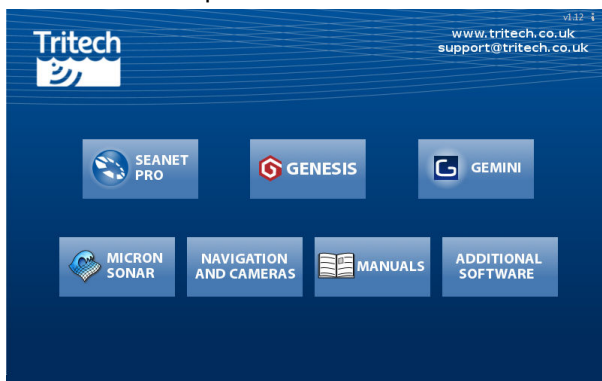 v1.12 i
Tritech
www.tritech.co.uk
support@tritech.co.uk
SEANET
PRO
GENESIS
G GEMINI
MICRON
SONAR
NAVIGATION
AND CAMERAS
MANUALS
ADDITIONAL
SOFTWARE